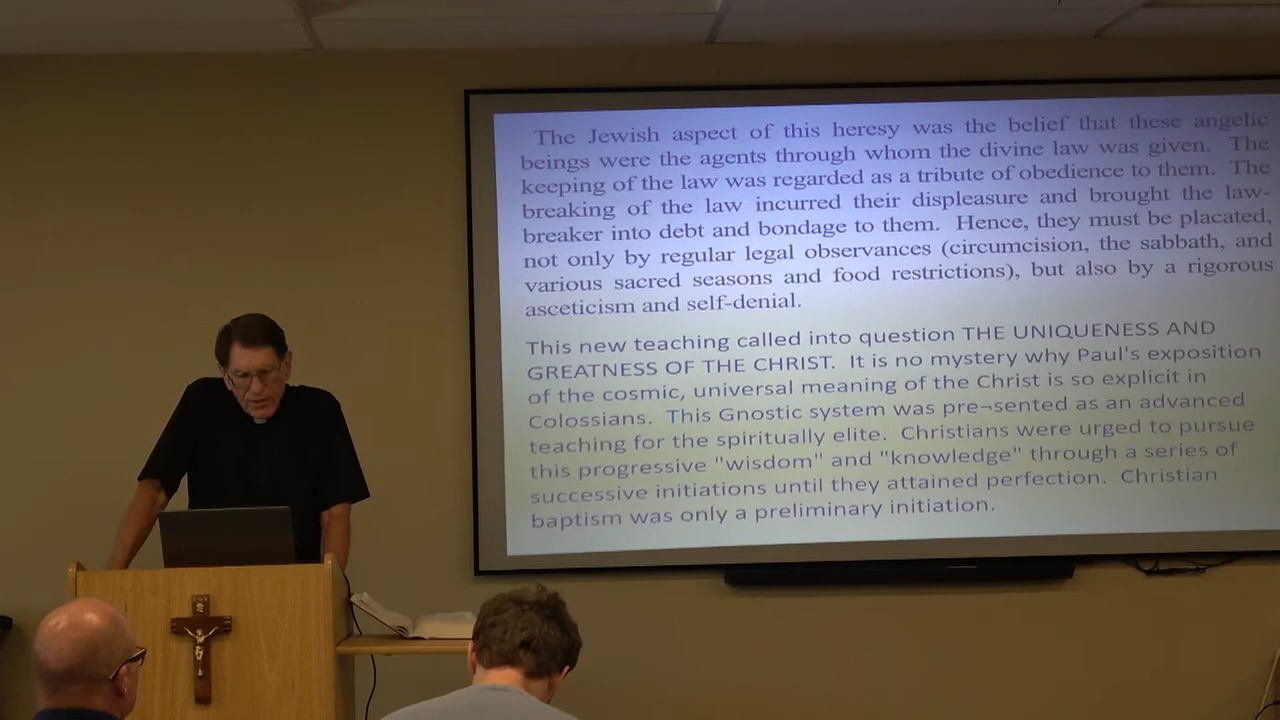 The Jewish aspect of this heresy was the belief that these angelic
beings were the agents through whom the divine law was given. The
keeping of the law was regarded as a tribute of obedience to them. The
breaking of the law incurred their displeasure and brought the law-
breaker into debt and bondage to them. Hence, they must be placated,
not only by regular legal observances (circumcision, the sabbath, and
various sacred seasons and food restrictions), but also by a rigorous
asceticism and self-denial.
This new teaching called into question THE UNIQUENESS AND
GREATNESS OF THE CHRIST. It is no mystery why Paul's exposition
of the cosmic, universal meaning of the Christ is so explicit in
Colossians. This Gnostic system was pre¬sented as an advanced
teaching for the spiritually elite. Christians were urged to pursue
this progressive "wisdom" and "knowledge" through a series of
successive initiations until they attained perfection. Christian
baptism was only a preliminary initiation.